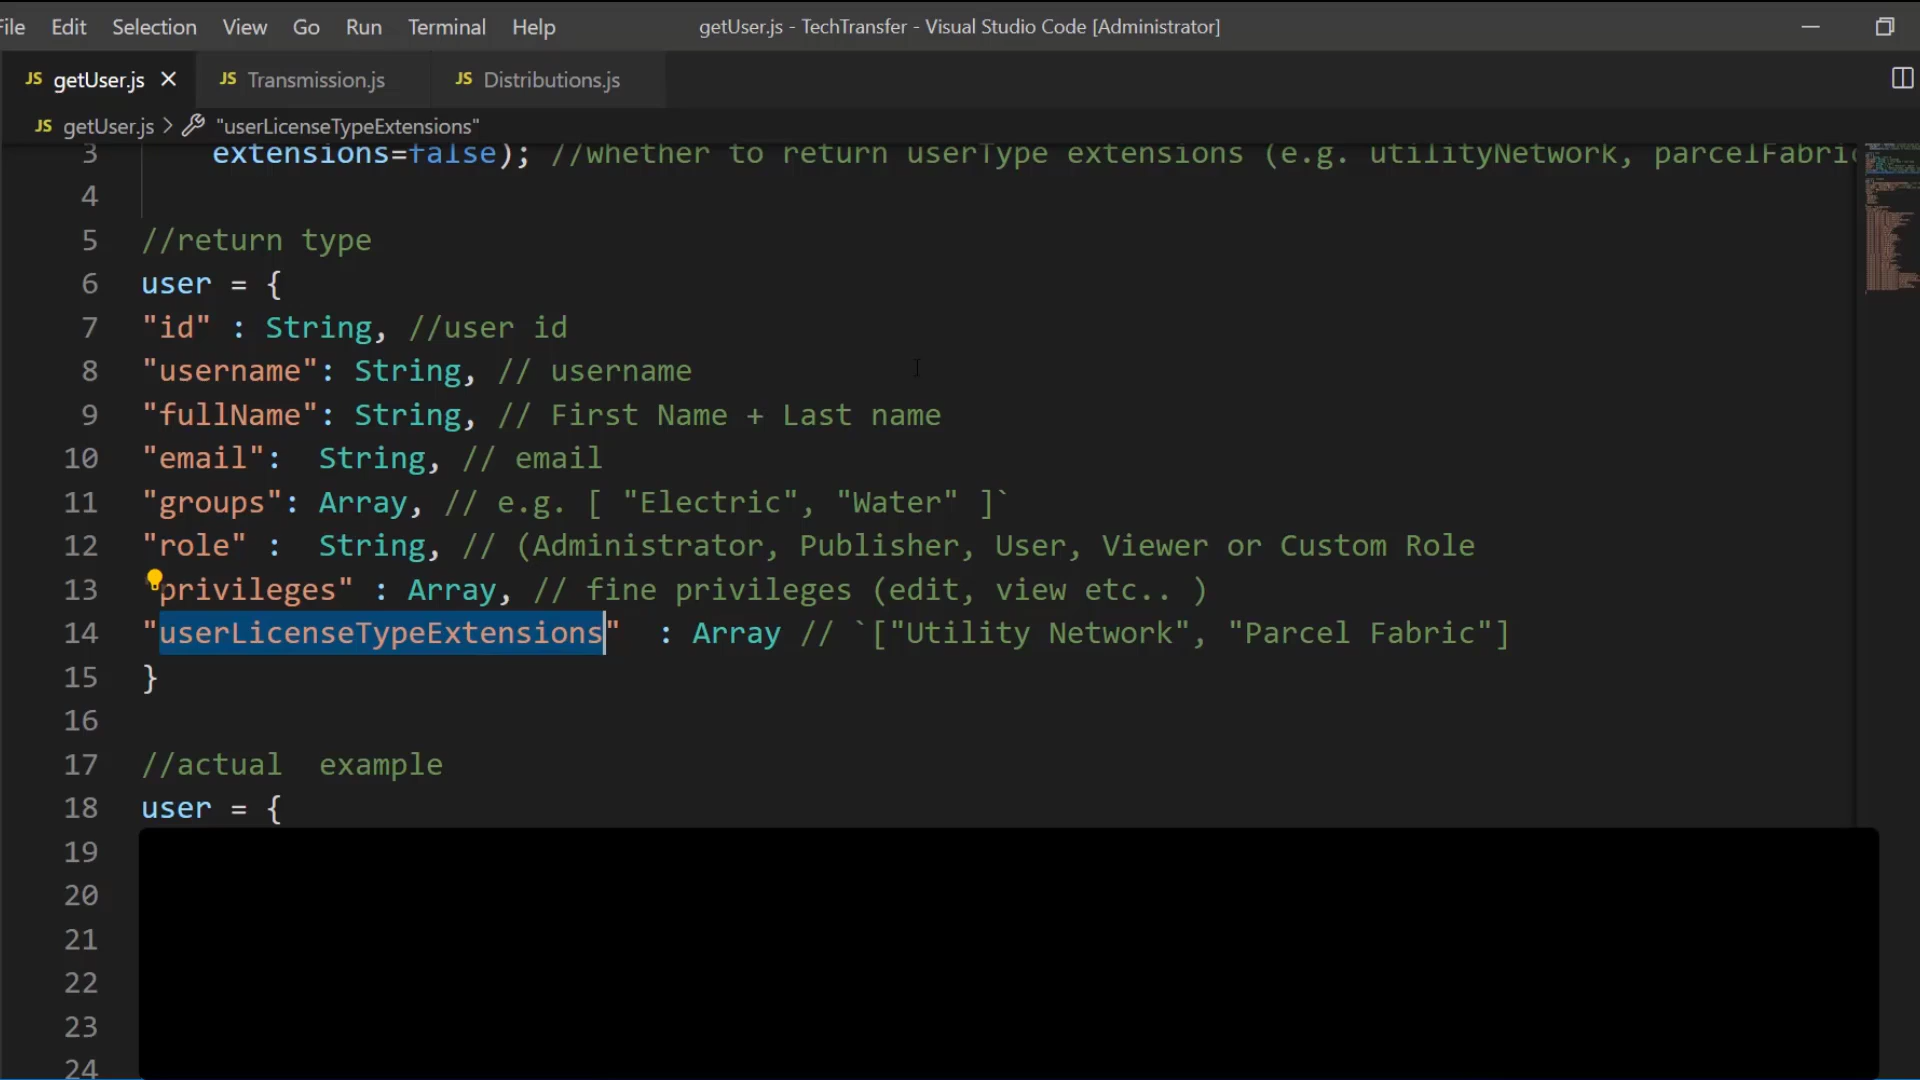 File Edit Selection View Go Run Terminal Help getUser.js - TechTransfer - Visual Studio Code [Administrator]
JS getUser.js × JS Transmission.js JS Distributions.js
JS getUser.js > "userLicenseTypeExtensions"
3 extensions=false); //whether to return userType extensions (e.g. utilityNetwork, parcelFabric
4
5 //return type
6 user = {
7 "id" : String, //user id
8 "username": String, // username
9 "fullName": String, // First Name + Last name
10 "email":  String, // email
11 "groups": Array, // e.g. [ "Electric", "Water" ]`
12 "role" :  String, // (Administrator, Publisher, User, Viewer or Custom Role
13 privileges" : Array, // fine privileges (edit, view etc.. )
14 "userLicenseTypeExtensions"  : Array // `["Utility Network", "Parcel Fabric"]
15 }
16
17 //actual  example
18 user = {
19
20
21
22
23
24